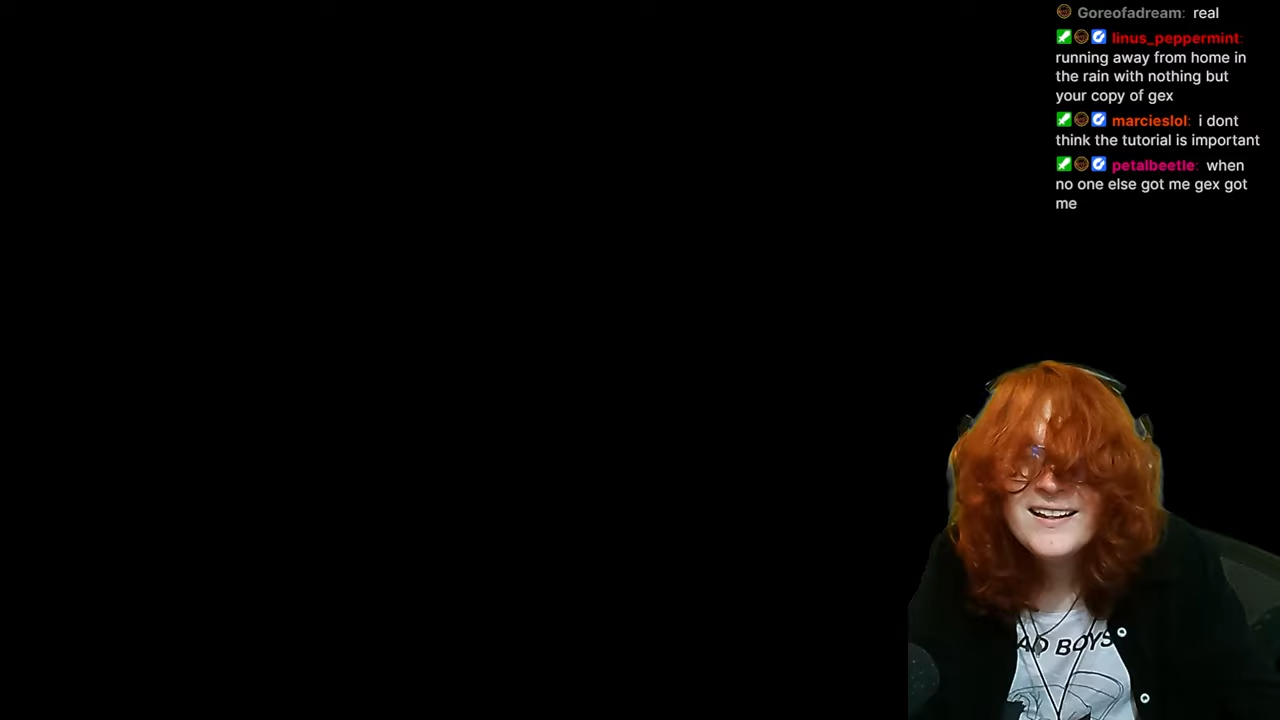 Goreofadream: real
linus_peppermint:
running away from home in
the rain with nothing but
your copy of gex
marcieslol: i dont
think the tutorial is important
petalbeetle: when
no one else got me gex got
me
AD BOYS